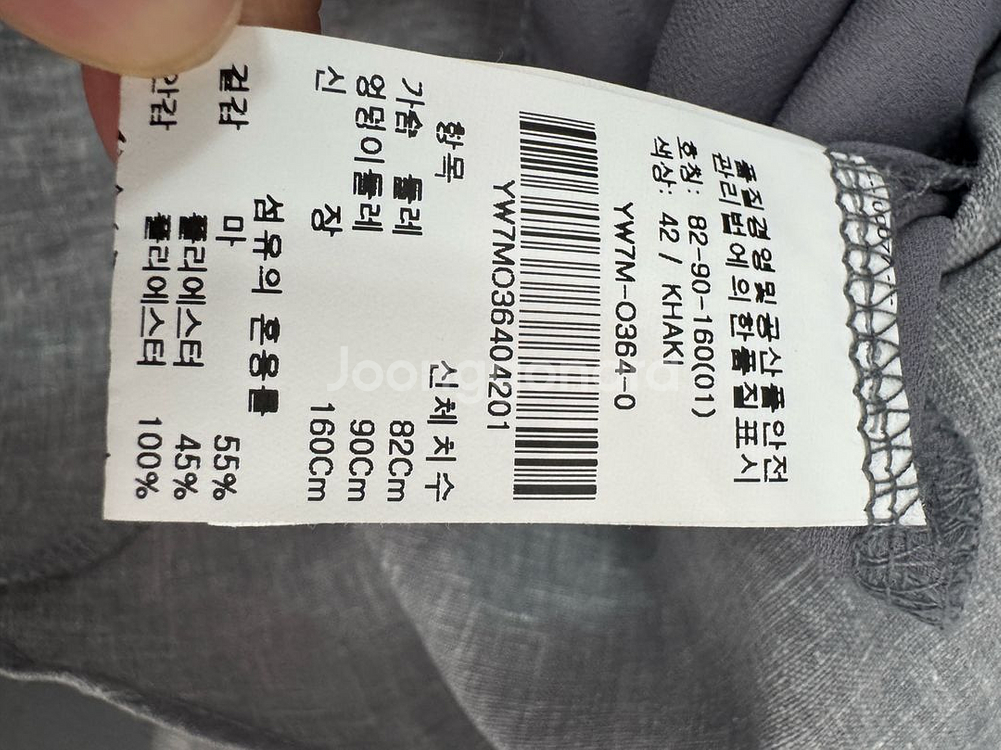 품질경영및공산품안전
관리법에의한품질표시
호칭: 82-90-160(01)
색상: 42 / KHAKI
YW7M-O364-0
YW7MO36404201
항목 신체치수
가슴 둘레 82Cm
엉덩이둘레 90Cm
신 장 160Cm
섬유의 혼용률
겉감 마 55%
폴리에스터 45%
안감 폴리에스터 100%
Joonggonara